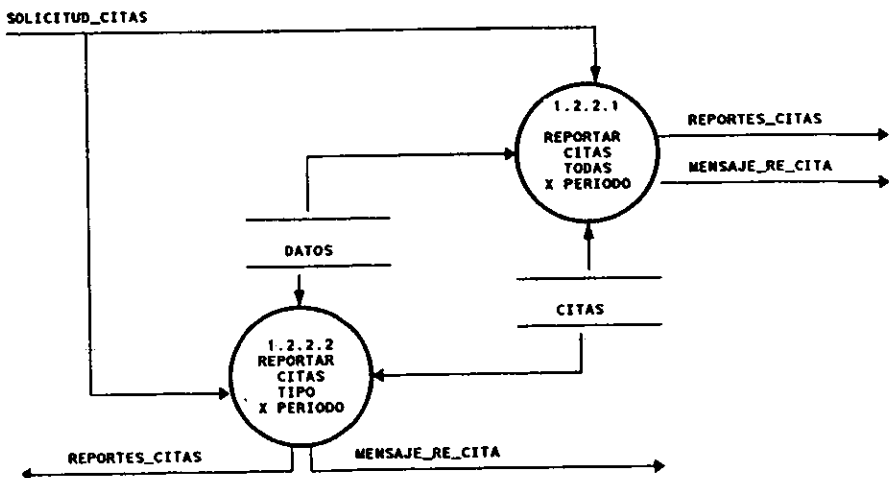 SOLICITUD_CITAS
1.2.2.1
REPORTAR
CITAS
TODAS
X PERIODO
REPORTES_CITAS
MENSAJE_RE_CITA
DATOS
CITAS
1.2.2.2
REPORTAR
CITAS
TIPO
X PERIODO
REPORTES_CITAS
MENSAJE_RE_CITA